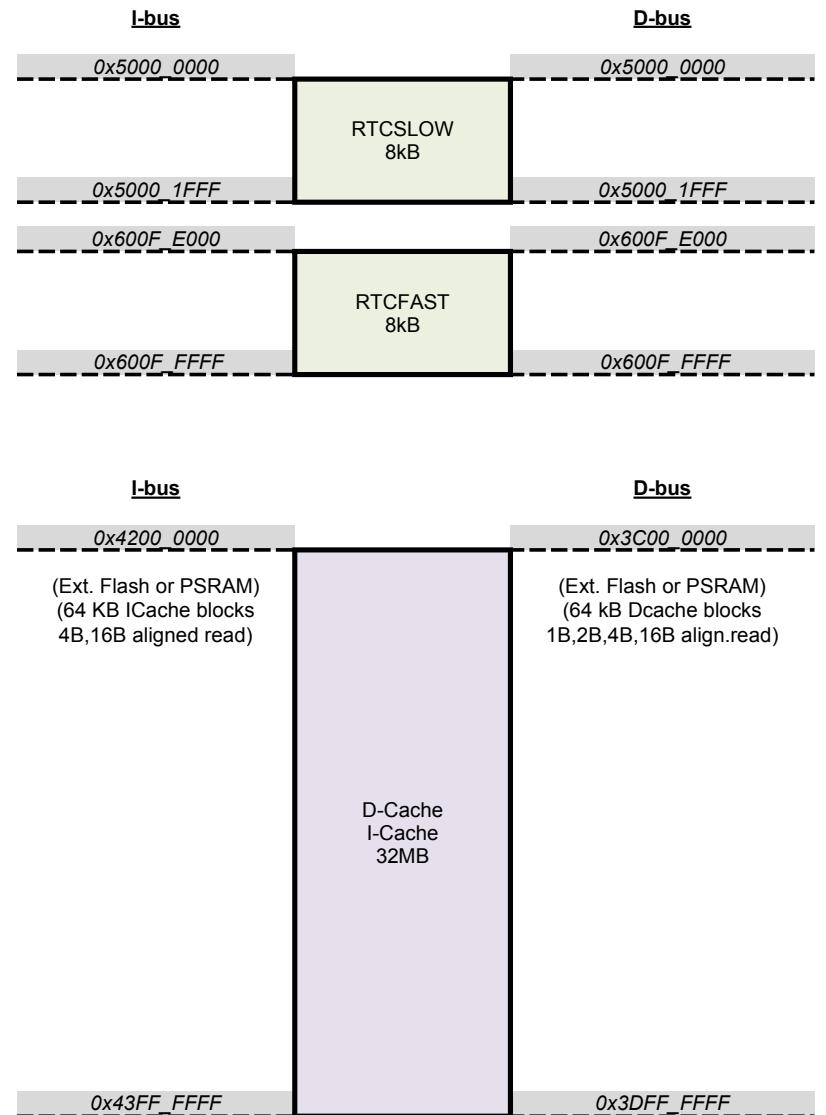 I-bus D-bus
0x5000_0000 0x5000_0000
RTCSLOW
8kB
0x5000_1FFF 0x5000_1FFF
0x600F_E000 0x600F_E000
RTCFAST
8kB
0x600F_FFFF 0x600F_FFFF
I-bus D-bus
0x4200_0000 0x3C00_0000
(Ext. Flash or PSRAM)
(64 KB ICache blocks
4B,16B aligned read)
(Ext. Flash or PSRAM)
(64 kB Dcache blocks
1B,2B,4B,16B align.read)
D-Cache
I-Cache
32MB
0x43FF_FFFF 0x3DFF_FFFF